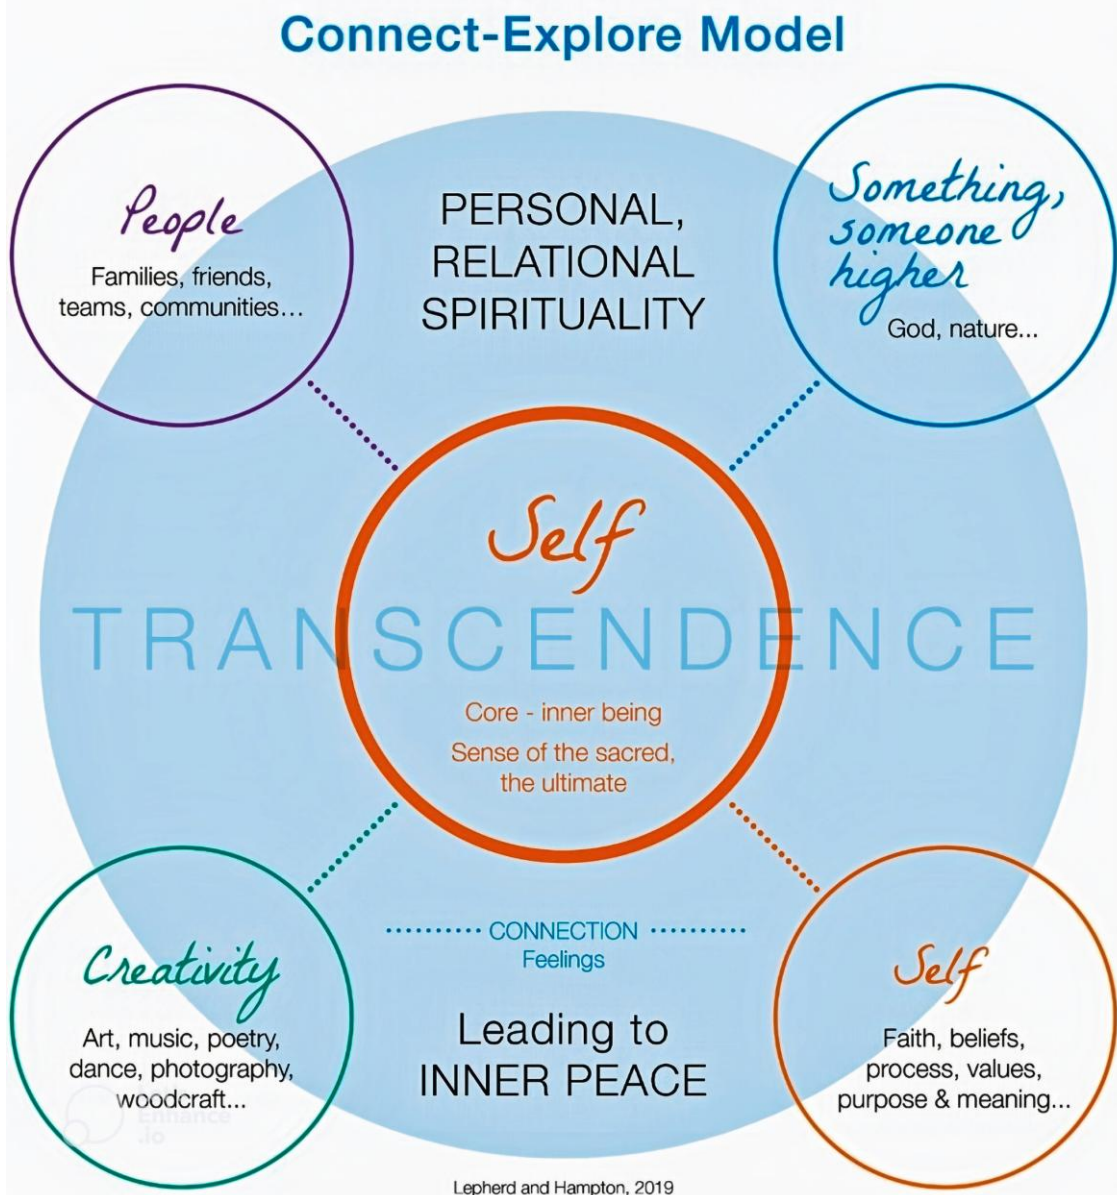 Connect-Explore Model
People
Families, friends,
teams, communities...
PERSONAL,
RELATIONAL
SPIRITUALITY
Something,
someone
higher
God, nature...
Self
TRANSCENDENCE
Core - inner being
Sense of the sacred,
the ultimate
Creativity
Art, music, poetry,
dance, photography,
woodcraft...
CONNECTION
Feelings
Leading to
INNER PEACE
Self
Faith, beliefs,
process, values,
purpose & meaning...
Enhance
.io
Lepherd and Hampton, 2019